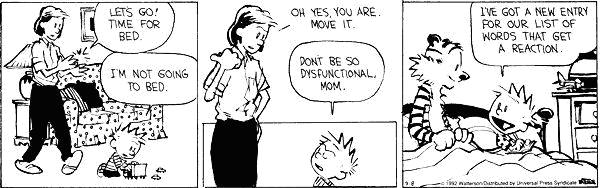 LET'S GO!
TIME FOR
BED.
I'M NOT GOING
TO BED.
OH YES, YOU ARE.
MOVE IT.
DON'T BE SO
DYSFUNCTIONAL,
MOM.
I'VE GOT A NEW ENTRY
FOR OUR LIST OF
WORDS THAT GET
A REACTION.
9-8
© 1992 Watterson/Distributed by Universal Press Syndicate